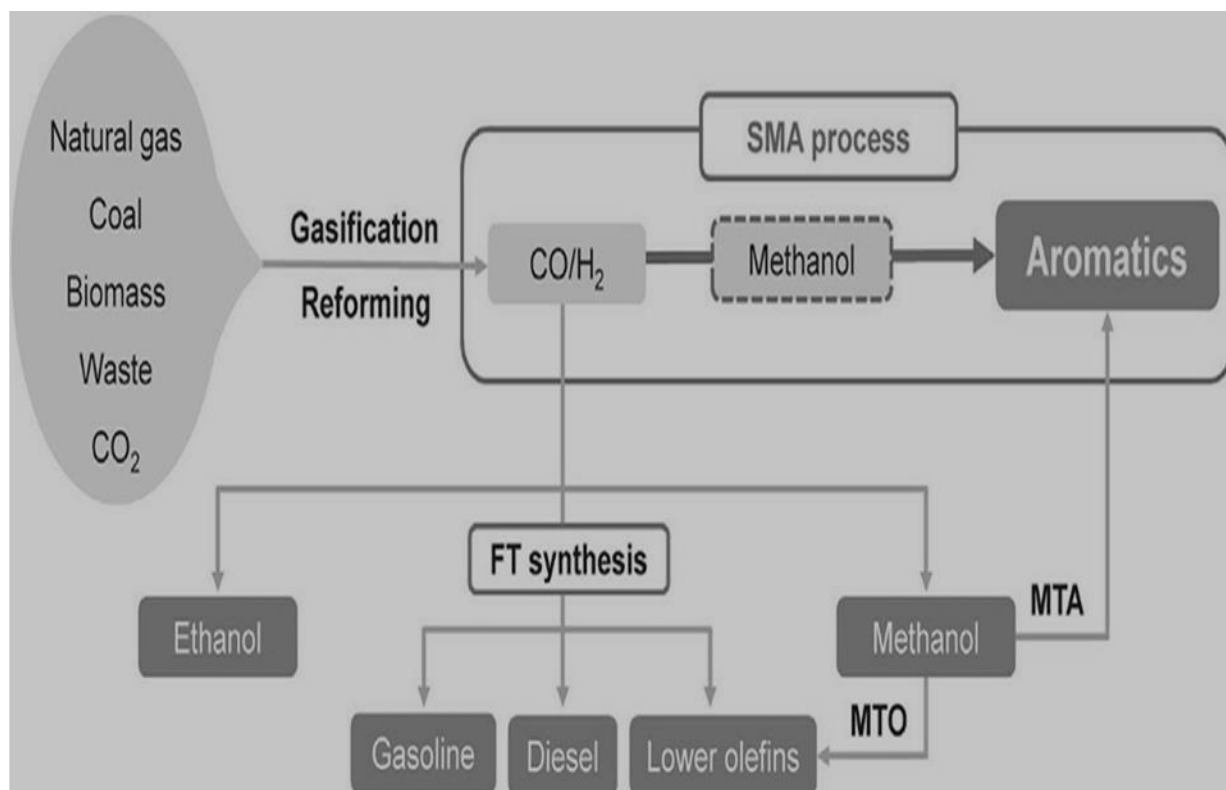 Natural gas
Coal
Biomass
Waste
CO₂
Gasification
Reforming
SMA process
CO/H₂
Methanol
Aromatics
FT synthesis
Ethanol
Methanol
MTA
MTO
Gasoline
Diesel
Lower olefins